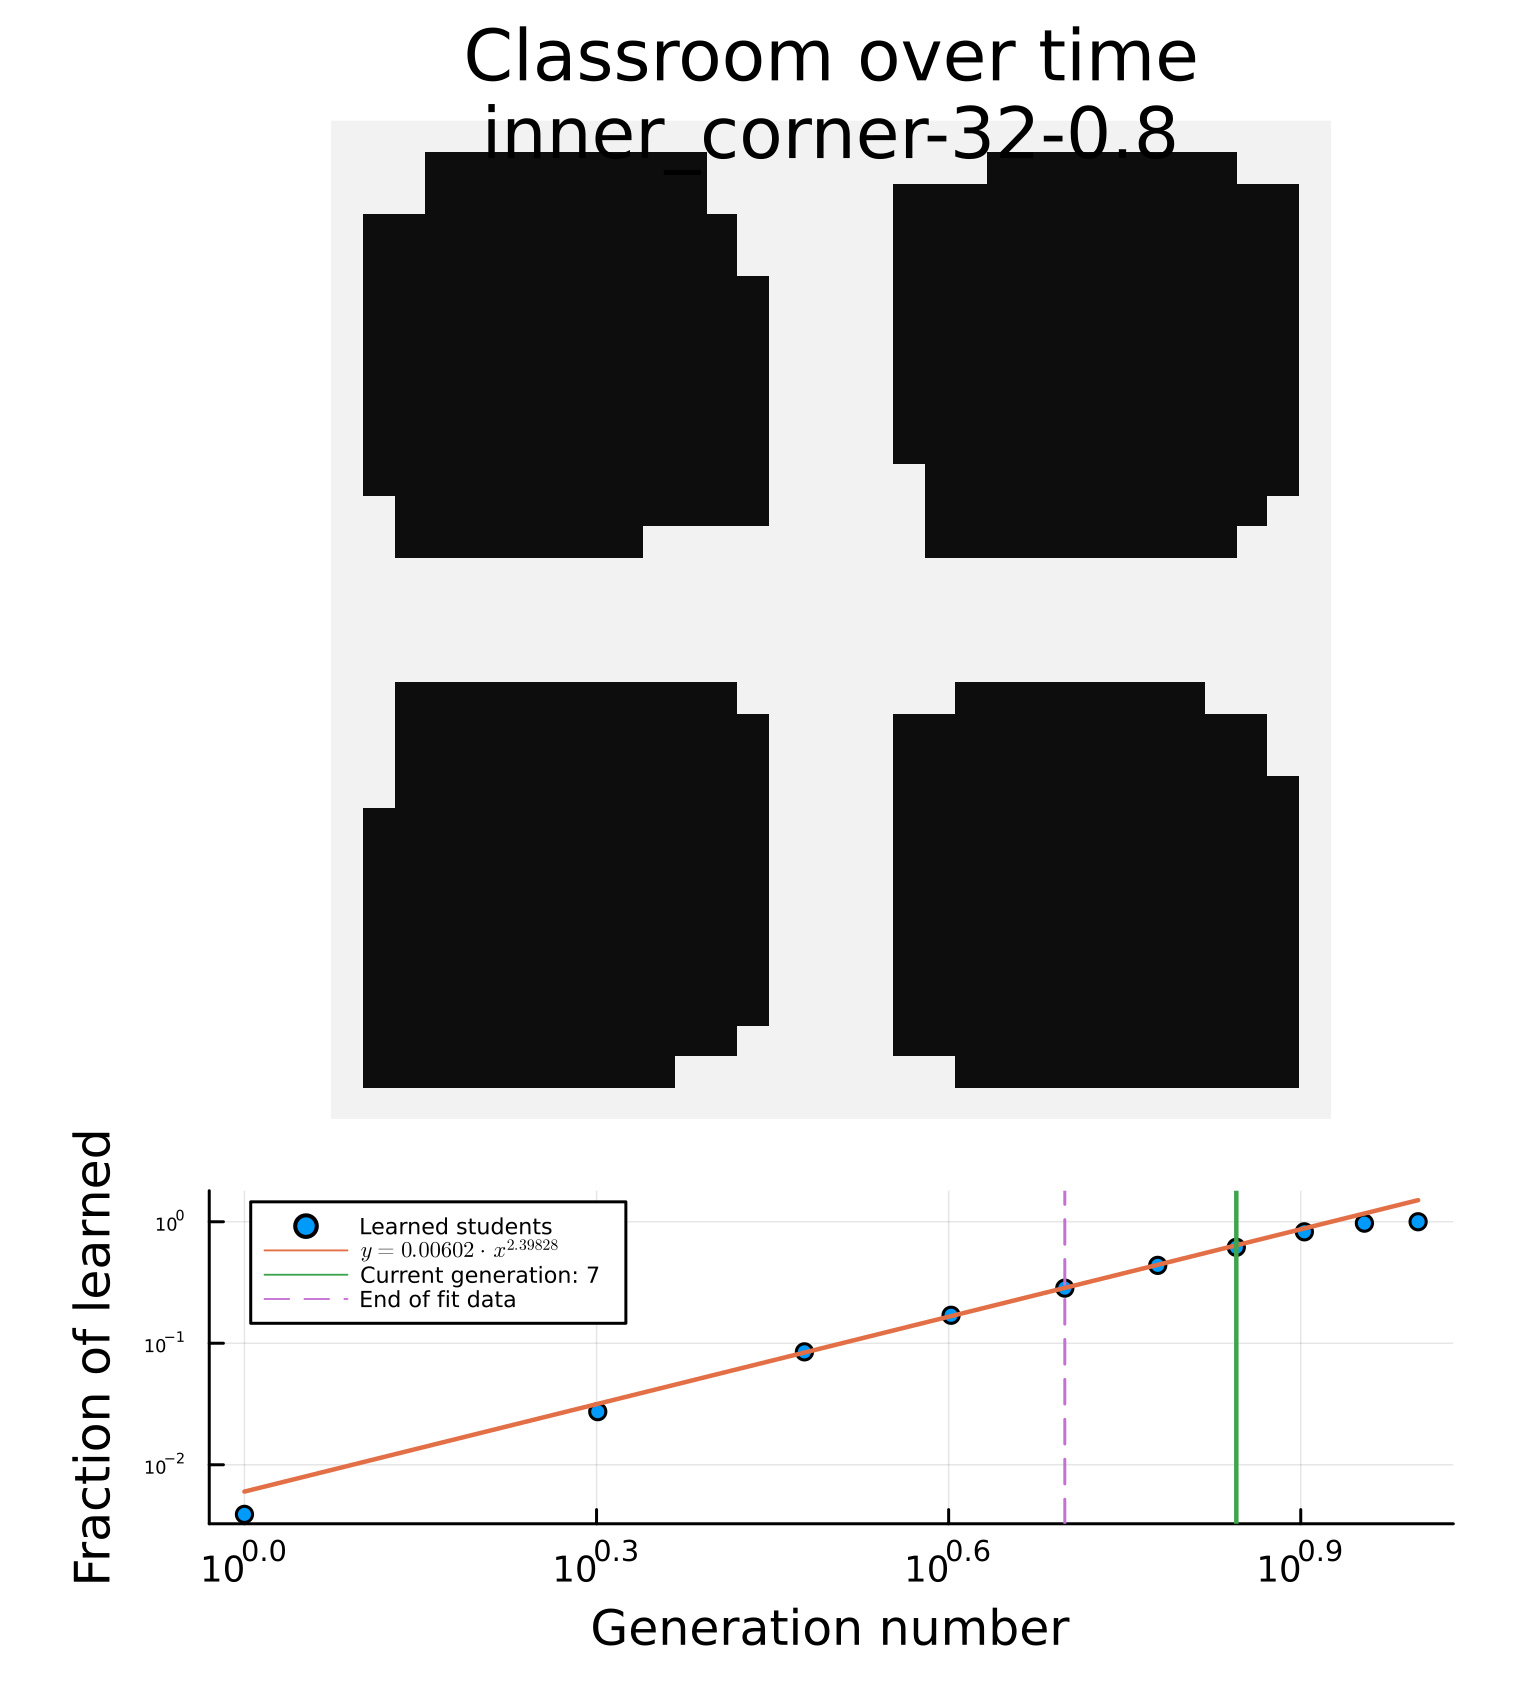 Classroom over time
inner_corner-32-0.8
Fraction of learned
10^0
10^−1
10^−2
Learned students
y = 0.00602 · x^2.39828
Current generation: 7
End of fit data
10^0.0 10^0.3 10^0.6 10^0.9
Generation number